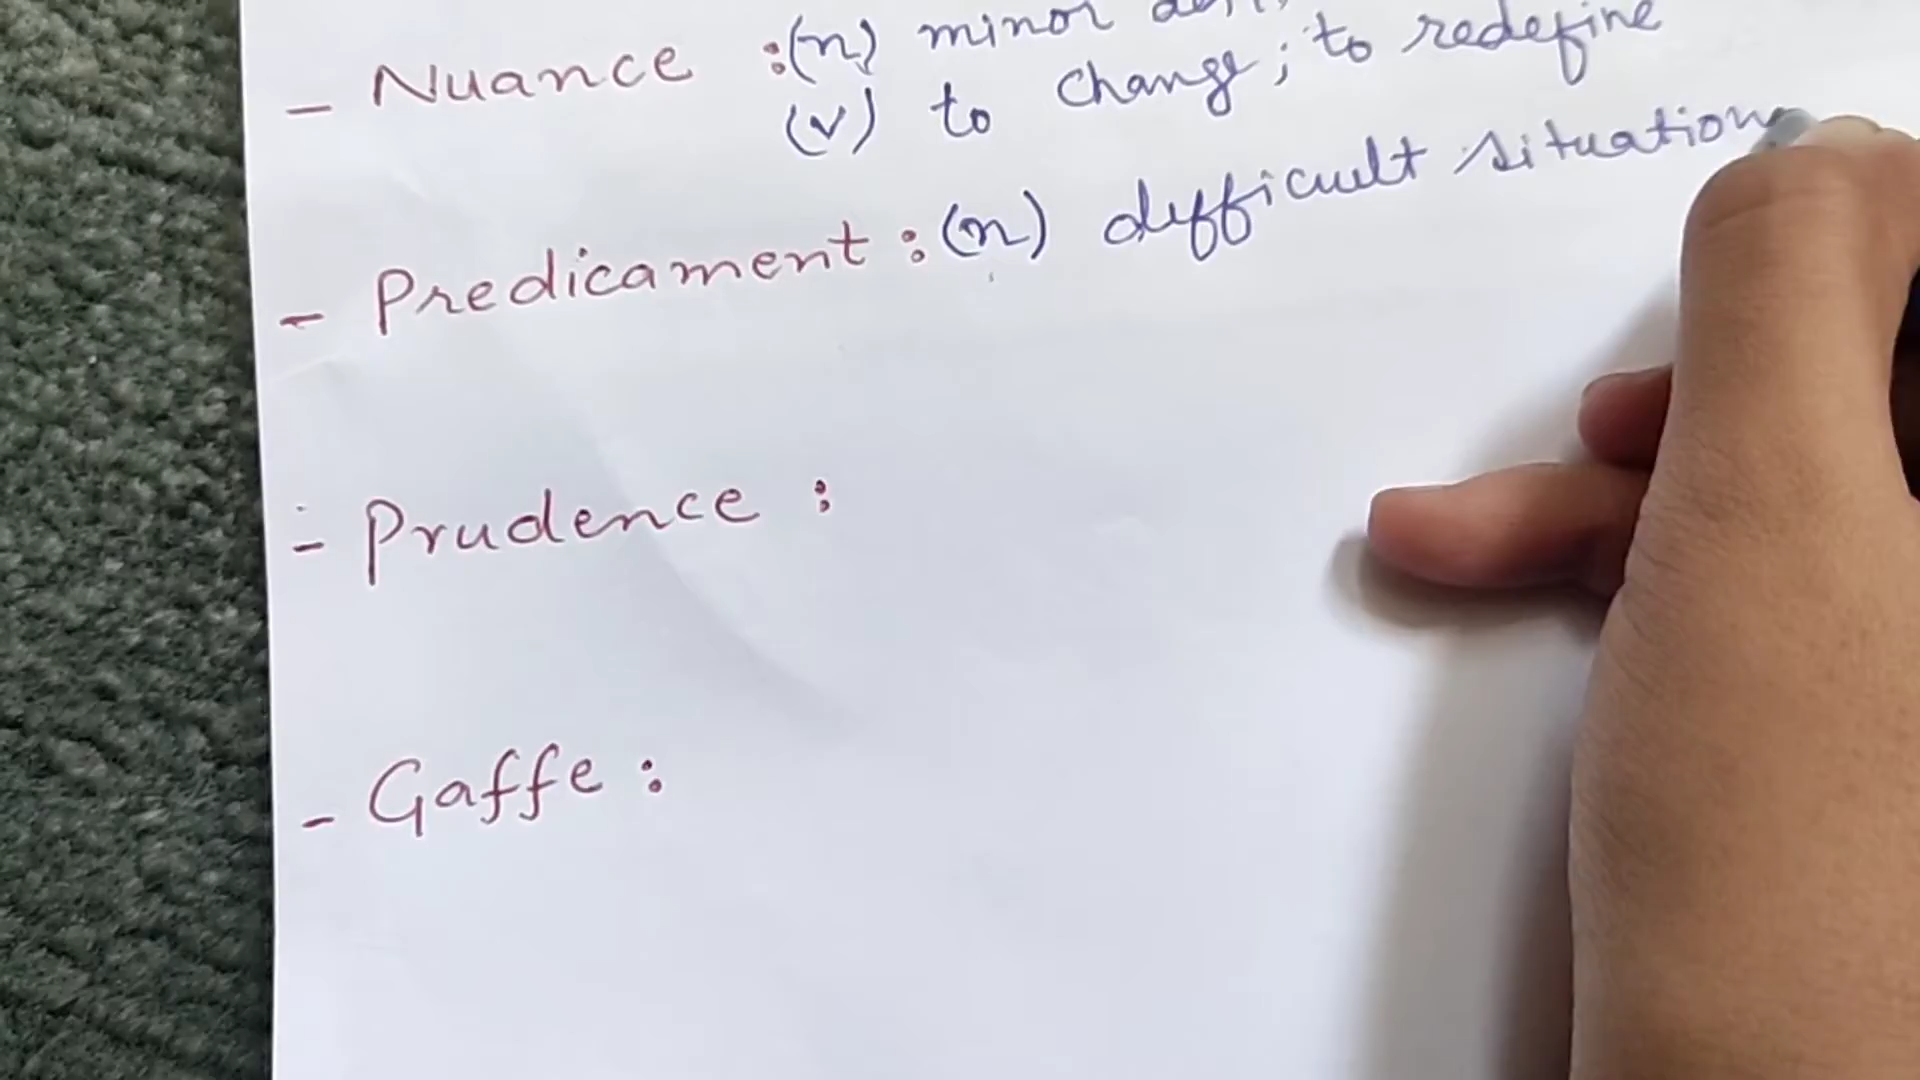 - Nuance : (n) minor
(v) to change; to redefine
- Predicament : (n) difficult situation
- Prudence :
- Gaffe :